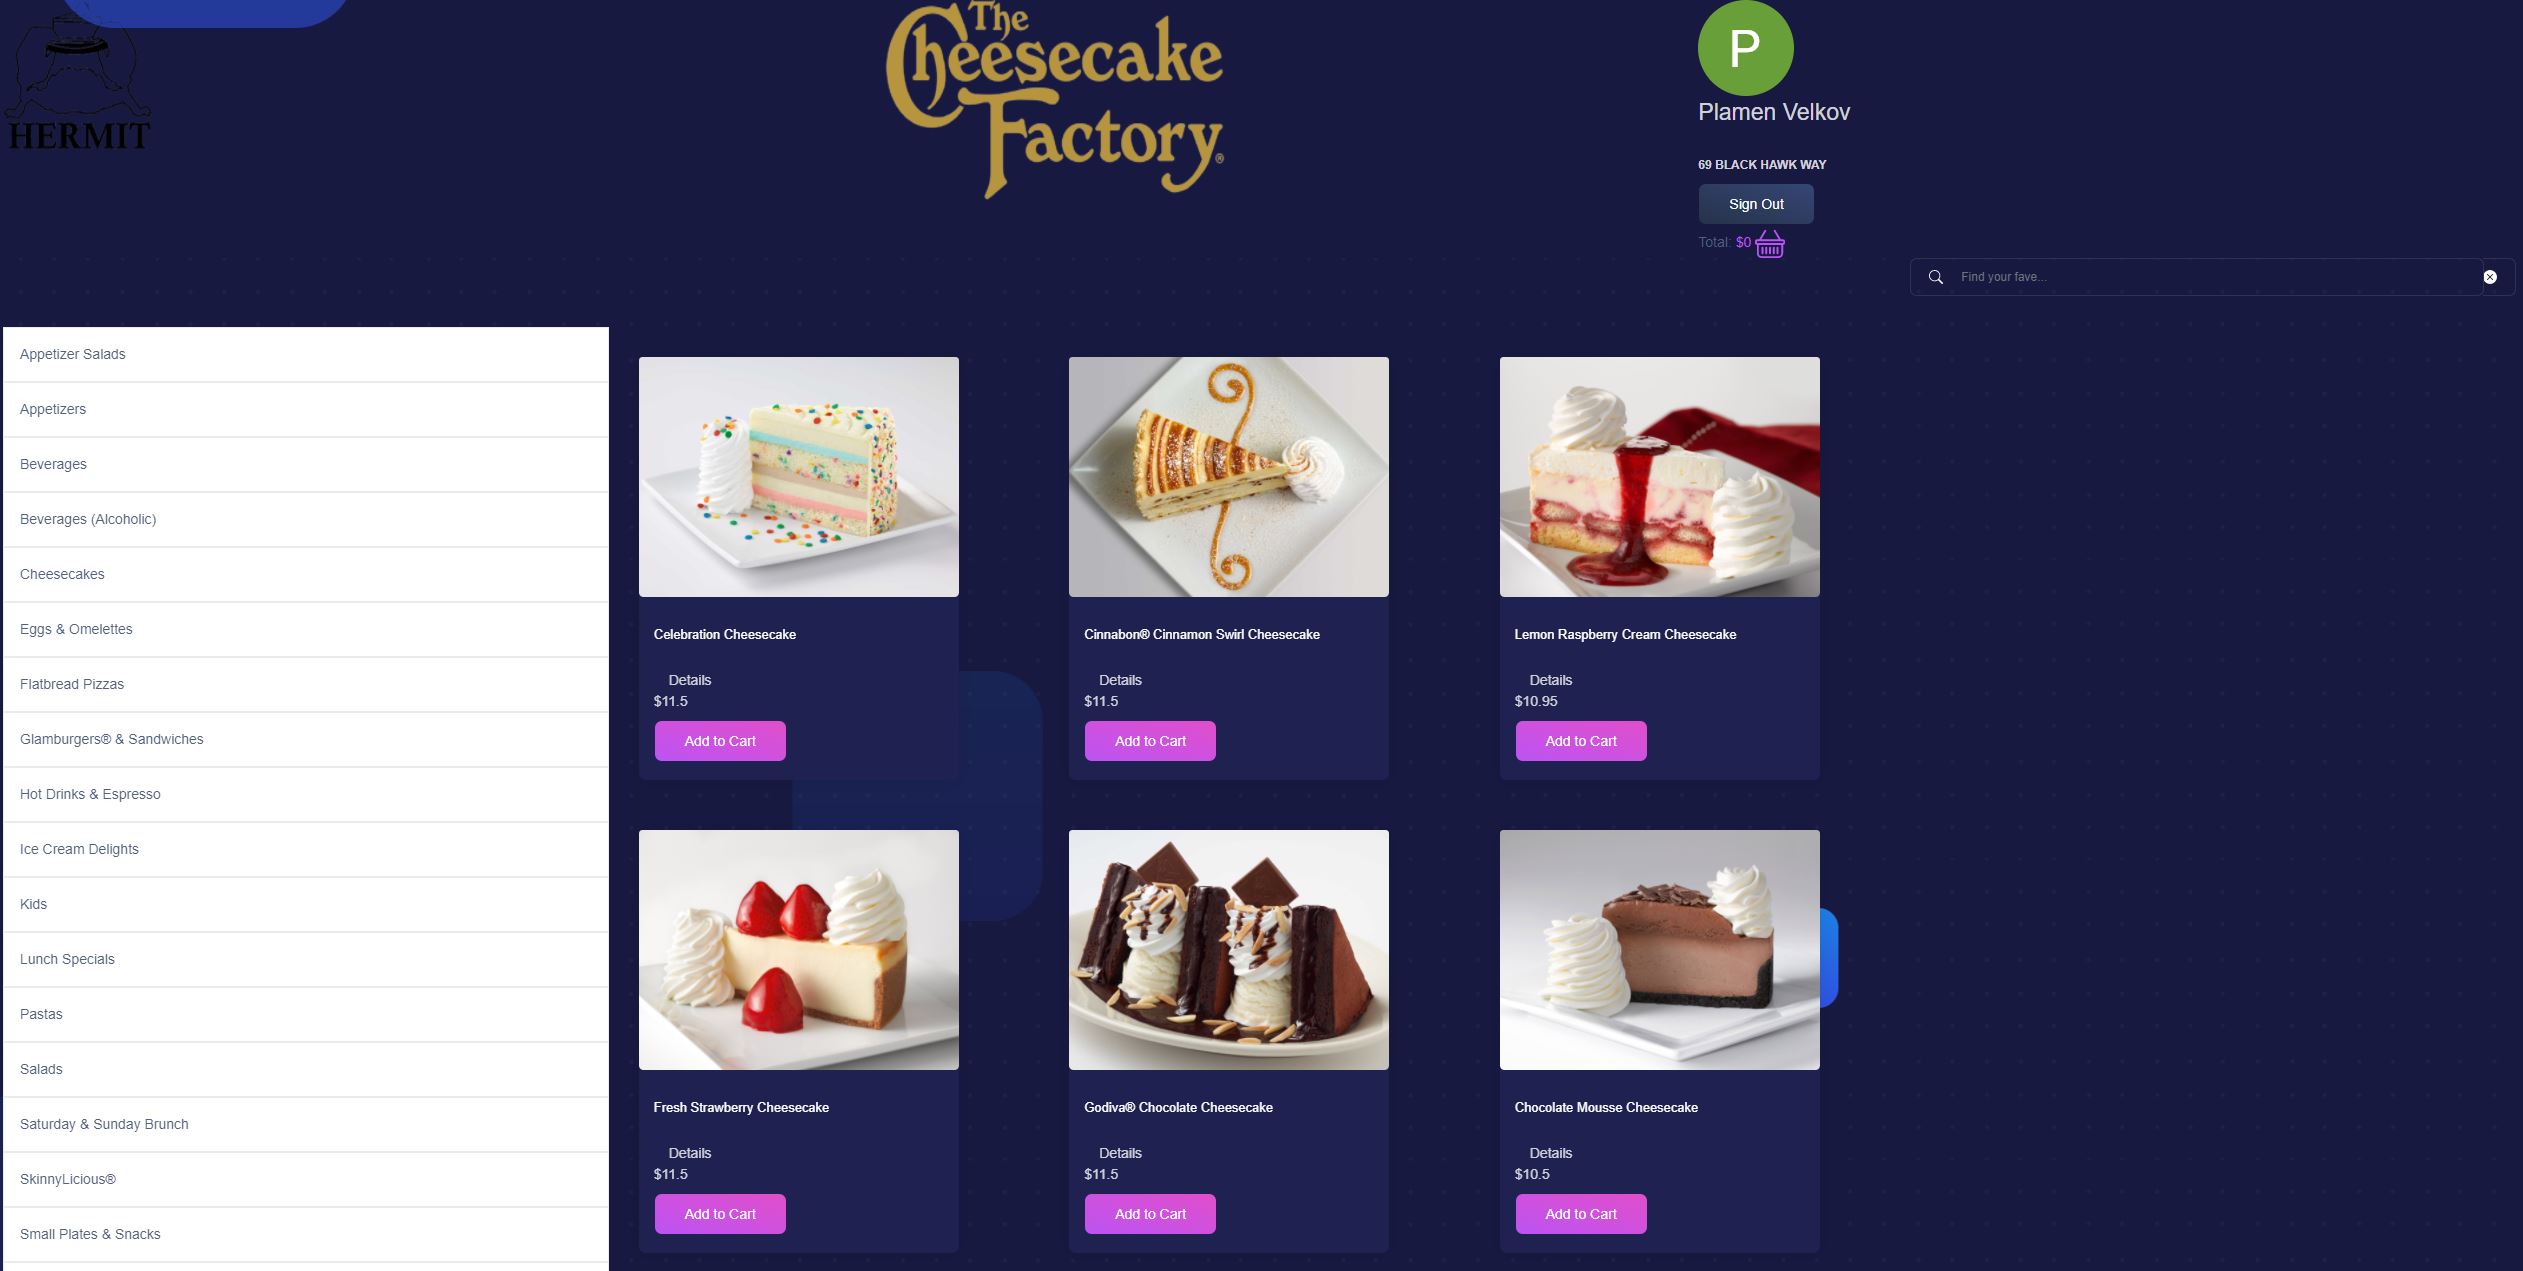 HERMIT
The
Cheesecake
Factory®
P
Plamen Velkov
69 BLACK HAWK WAY
Sign Out
Total: $0
Find your fave...
Appetizer Salads
Appetizers
Beverages
Beverages (Alcoholic)
Cheesecakes
Eggs & Omelettes
Flatbread Pizzas
Glamburgers® & Sandwiches
Hot Drinks & Espresso
Ice Cream Delights
Kids
Lunch Specials
Pastas
Salads
Saturday & Sunday Brunch
SkinnyLicious®
Small Plates & Snacks
Celebration Cheesecake
Details
$11.5
Add to Cart
Cinnabon® Cinnamon Swirl Cheesecake
Details
$11.5
Add to Cart
Lemon Raspberry Cream Cheesecake
Details
$10.95
Add to Cart
Fresh Strawberry Cheesecake
Details
$11.5
Add to Cart
Godiva® Chocolate Cheesecake
Details
$11.5
Add to Cart
Chocolate Mousse Cheesecake
Details
$10.5
Add to Cart